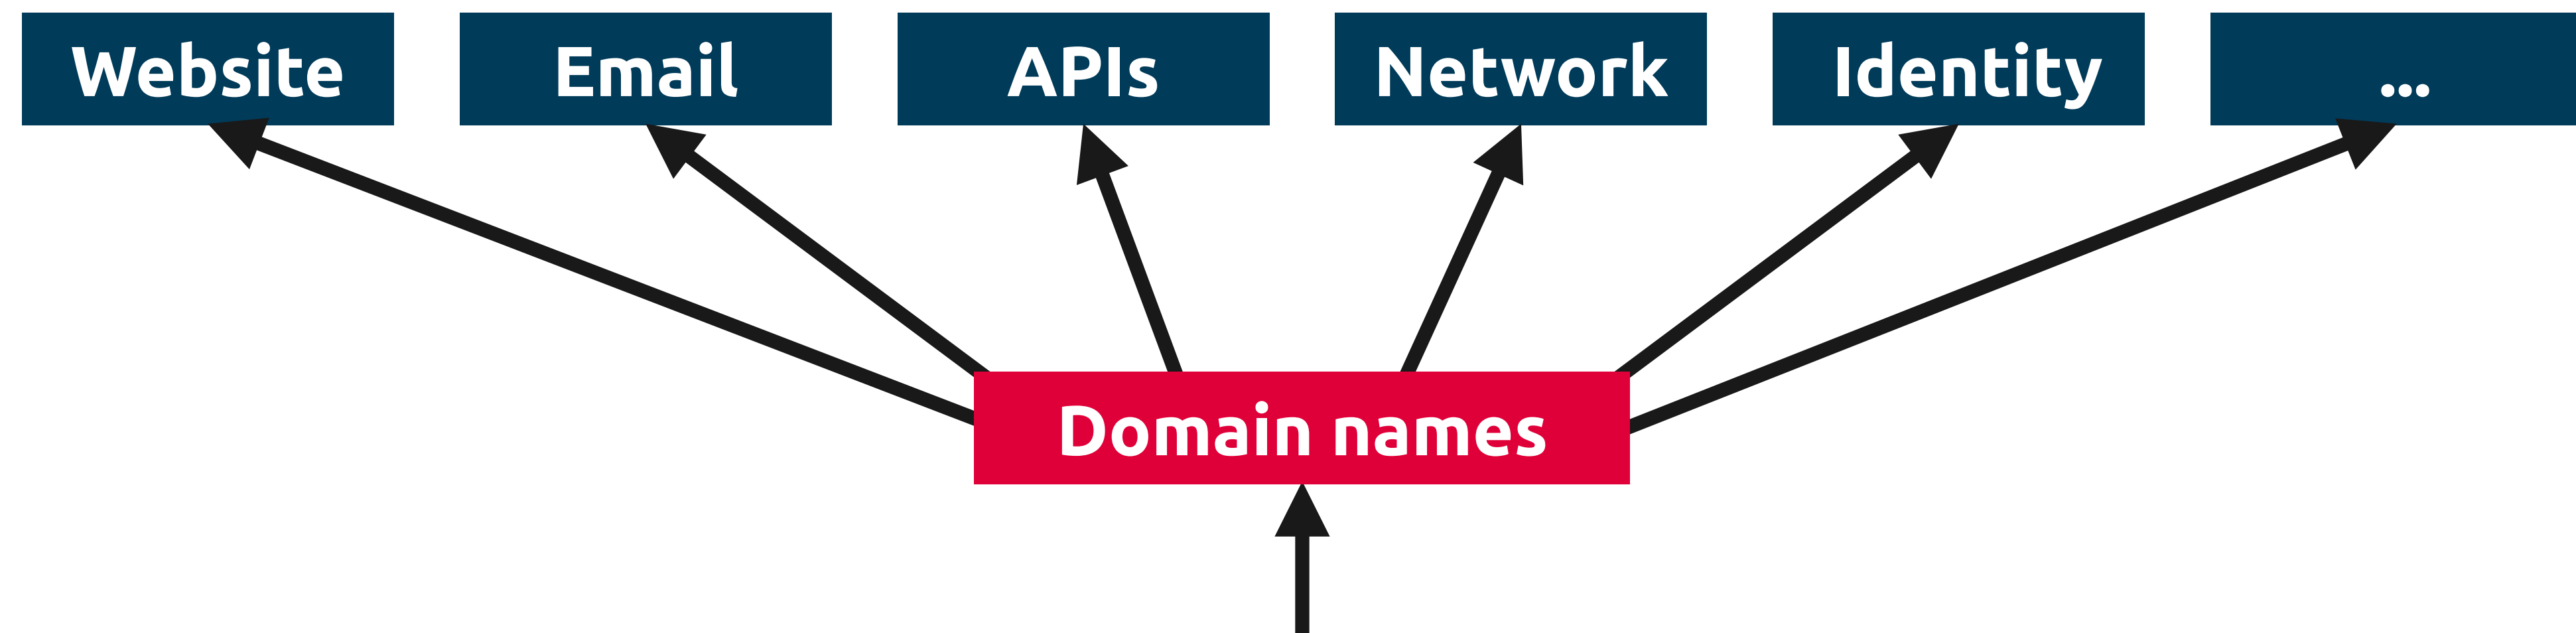 Website
Email
APIs
Network
Identity
...
Domain names